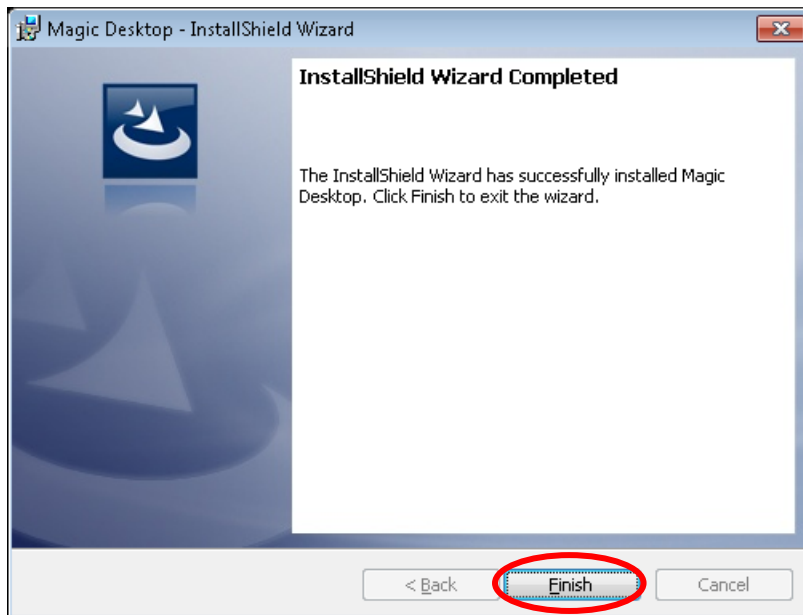 Magic Desktop - InstallShield Wizard
InstallShield Wizard Completed
The InstallShield Wizard has successfully installed Magic
Desktop. Click Finish to exit the wizard.
< Back Finish Cancel